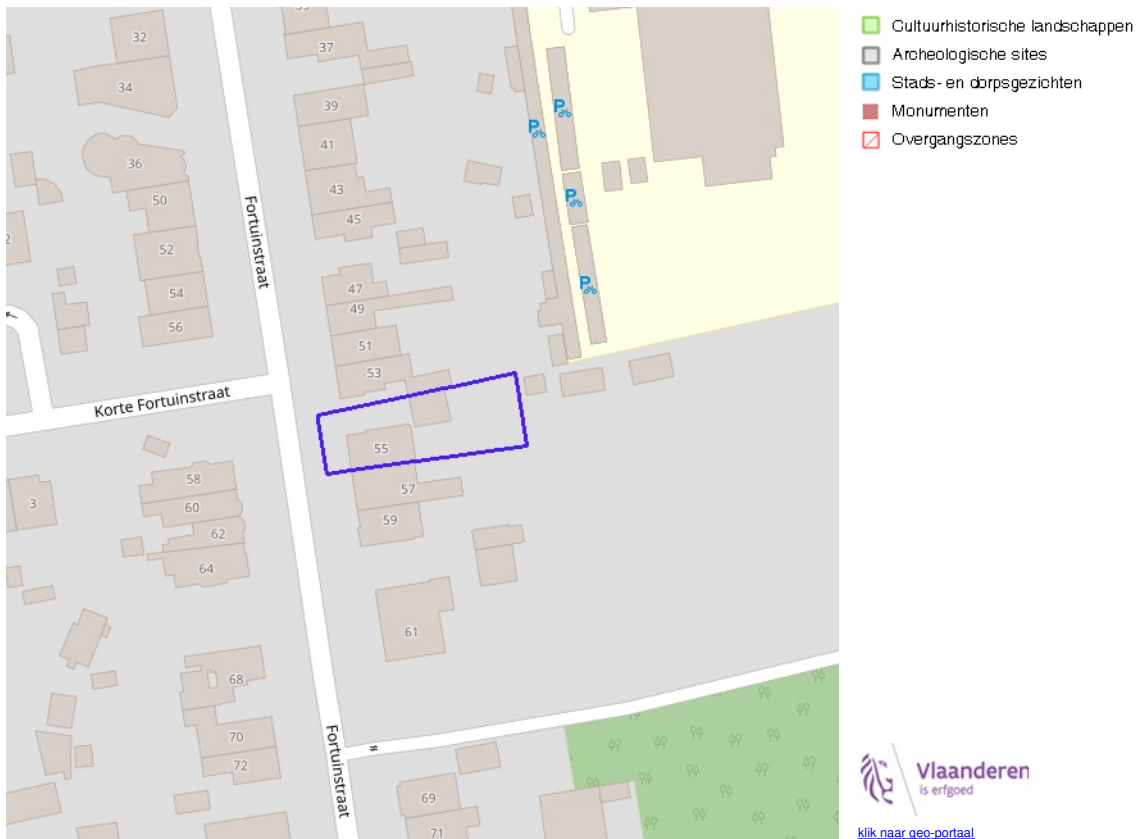 Cultuurhistorische landschappen
Archeologische sites
Stads- en dorpsgezichten
Monumenten
Overgangszones
32
34
36
50
52
54
56
37
39
41
43
45
47
49
51
53
55
57
59
61
Fortuinstraat
Korte Fortuinstraat
3
58
60
62
64
68
70
72
Fortuinstraat
69
71
P
P
P
P
Vlaanderen
is erfgoed
klik naar geo-portaal